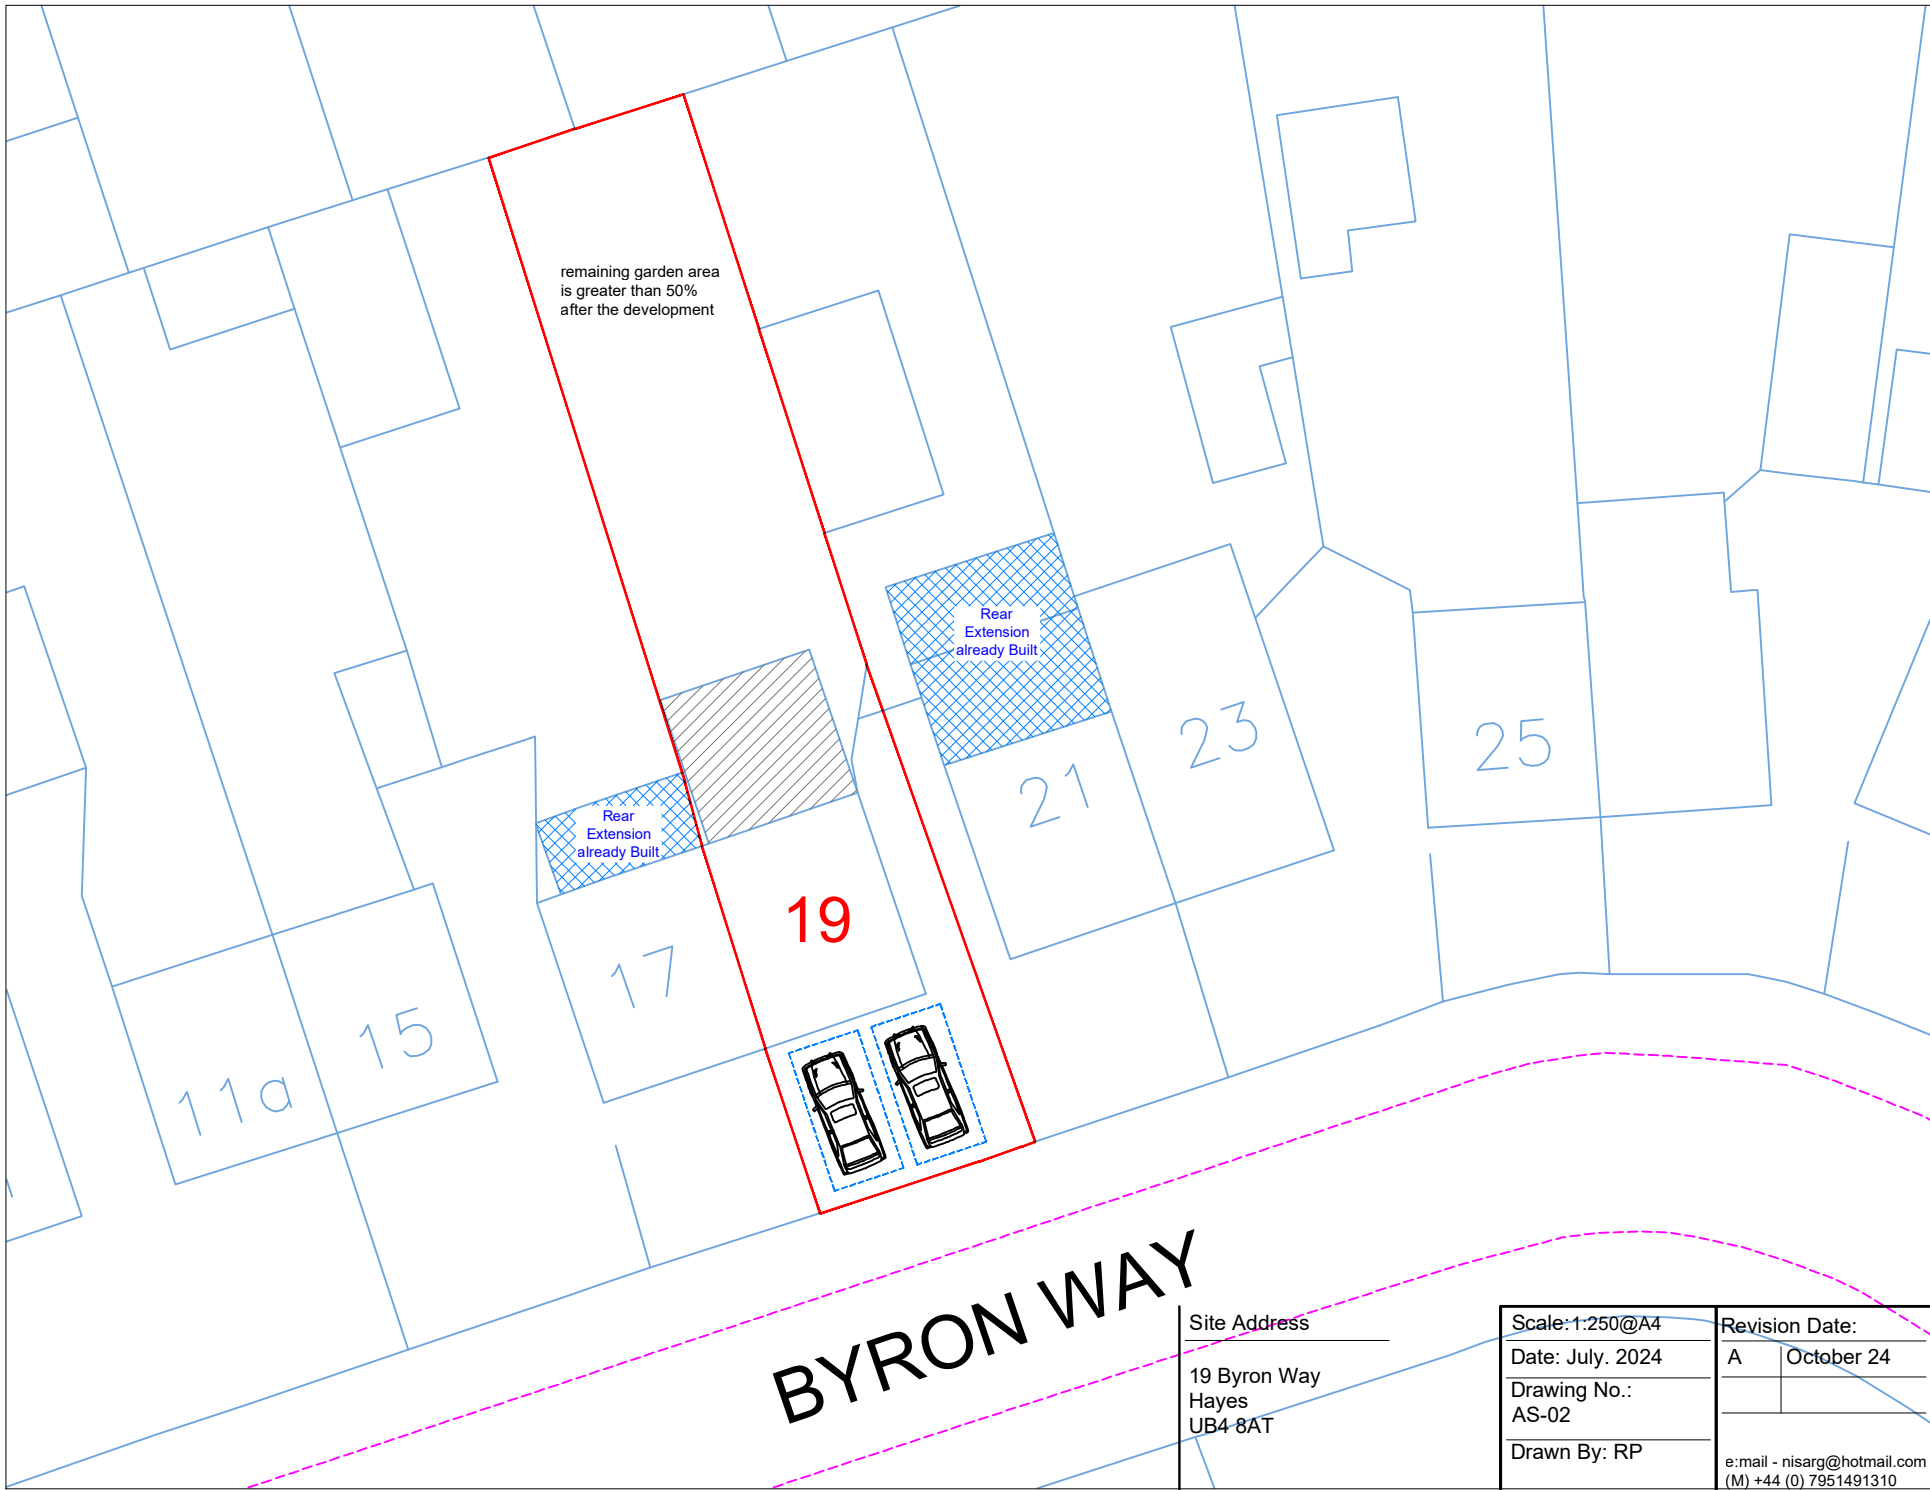 remaining garden area
is greater than 50%
after the development
Rear
Extension
already Built
23
25
21
Rear
Extension
already Built
19
17
15
11a
BYRON WAY
Site Address
19 Byron Way
Hayes
UB4 8AT
Scale:1:250@A4
Date: July. 2024
Drawing No.:
AS-02
Drawn By: RP
Revision Date:
A October 24
e:mail - nisarg@hotmail.com
(M) +44 (0) 7951491310